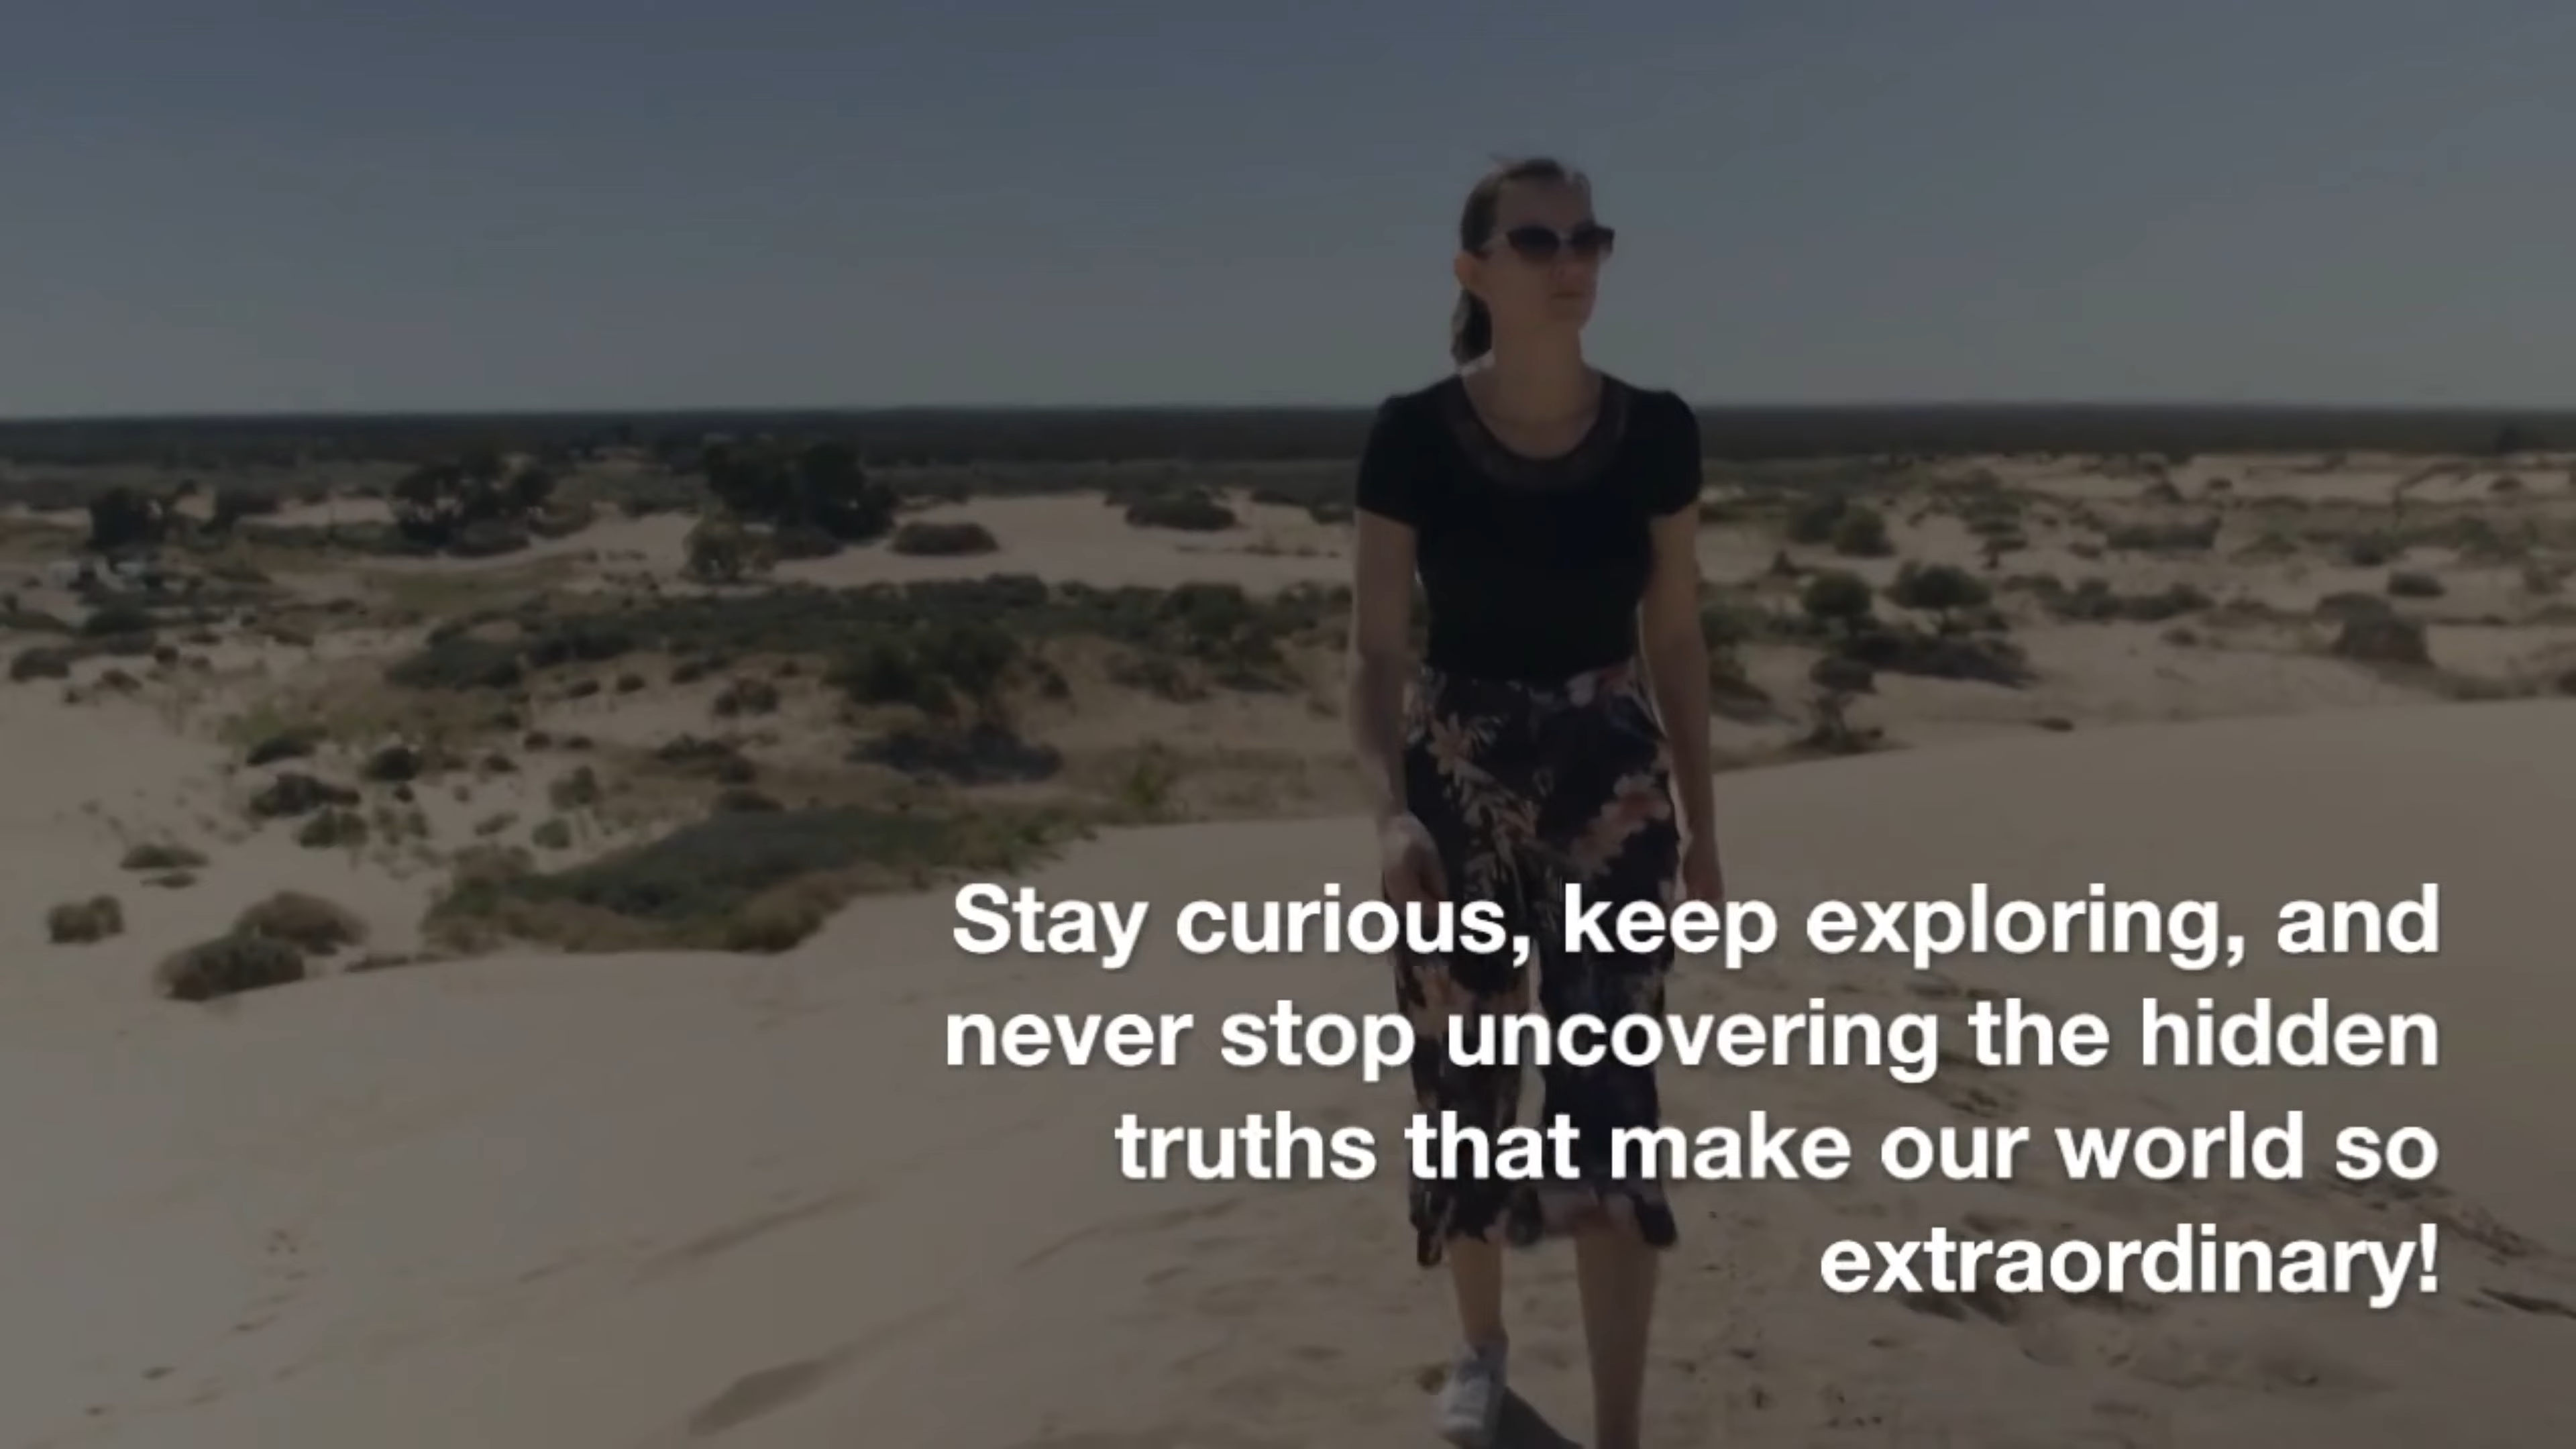 Stay curious, keep exploring, and
never stop uncovering the hidden
truths that make our world so
extraordinary!